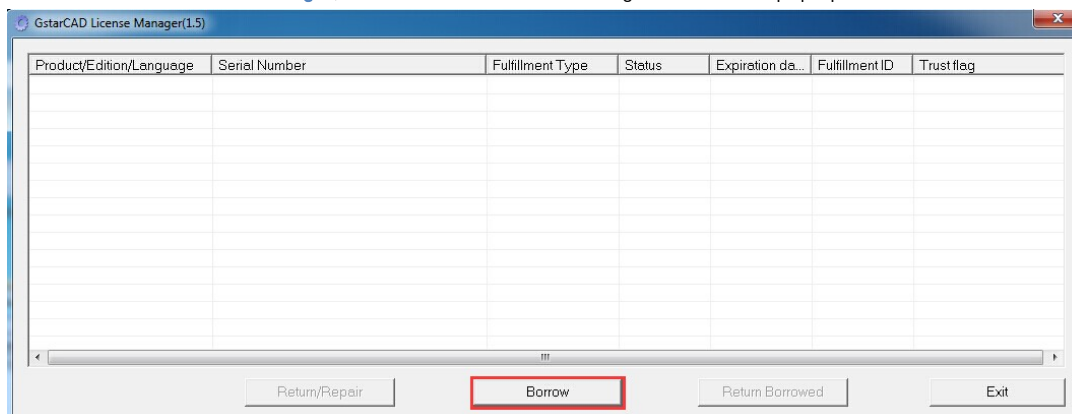 GstarCAD License Manager(1.5)
Product/Edition/Language Serial Number Fulfillment Type Status Expiration da... Fulfillment ID Trust flag
Return/Repair Borrow Return Borrowed Exit